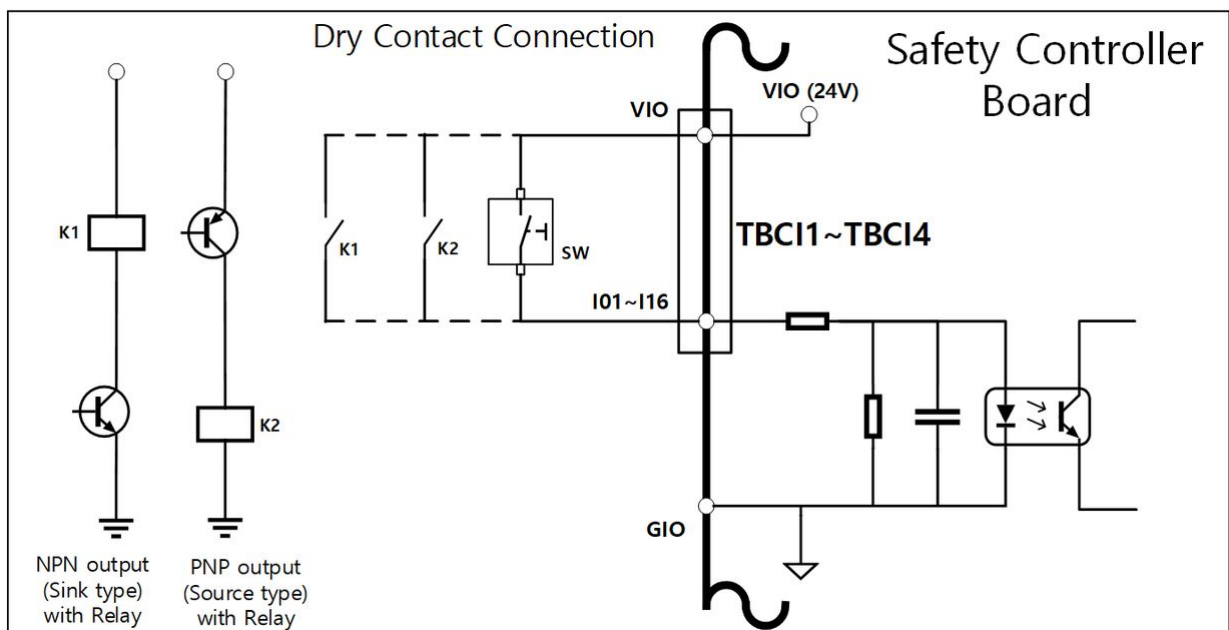 Dry Contact Connection
Safety Controller
Board
VIO (24V)
VIO
K1
K1
K2
SW
TBCI1~TBCI4
I01~I16
K2
GIO
NPN output
(Sink type)
with Relay
PNP output
(Source type)
with Relay